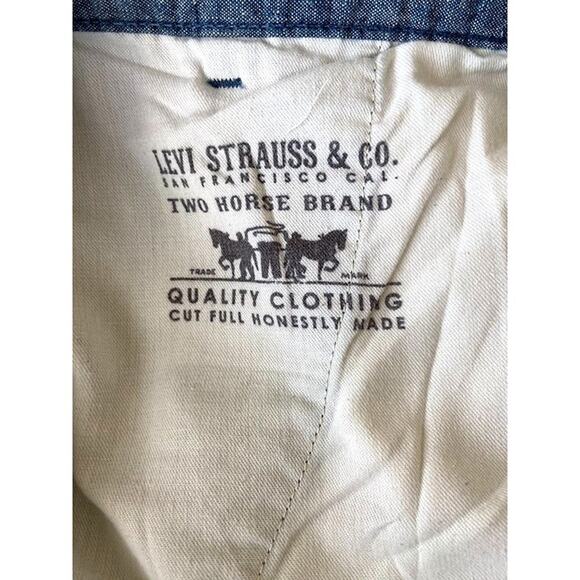 LEVI STRAUSS & CO.
SAN FRANCISCO CAL.
TWO HORSE BRAND
TRADE MARK
QUALITY CLOTHING
CUT FULL HONESTLY MADE